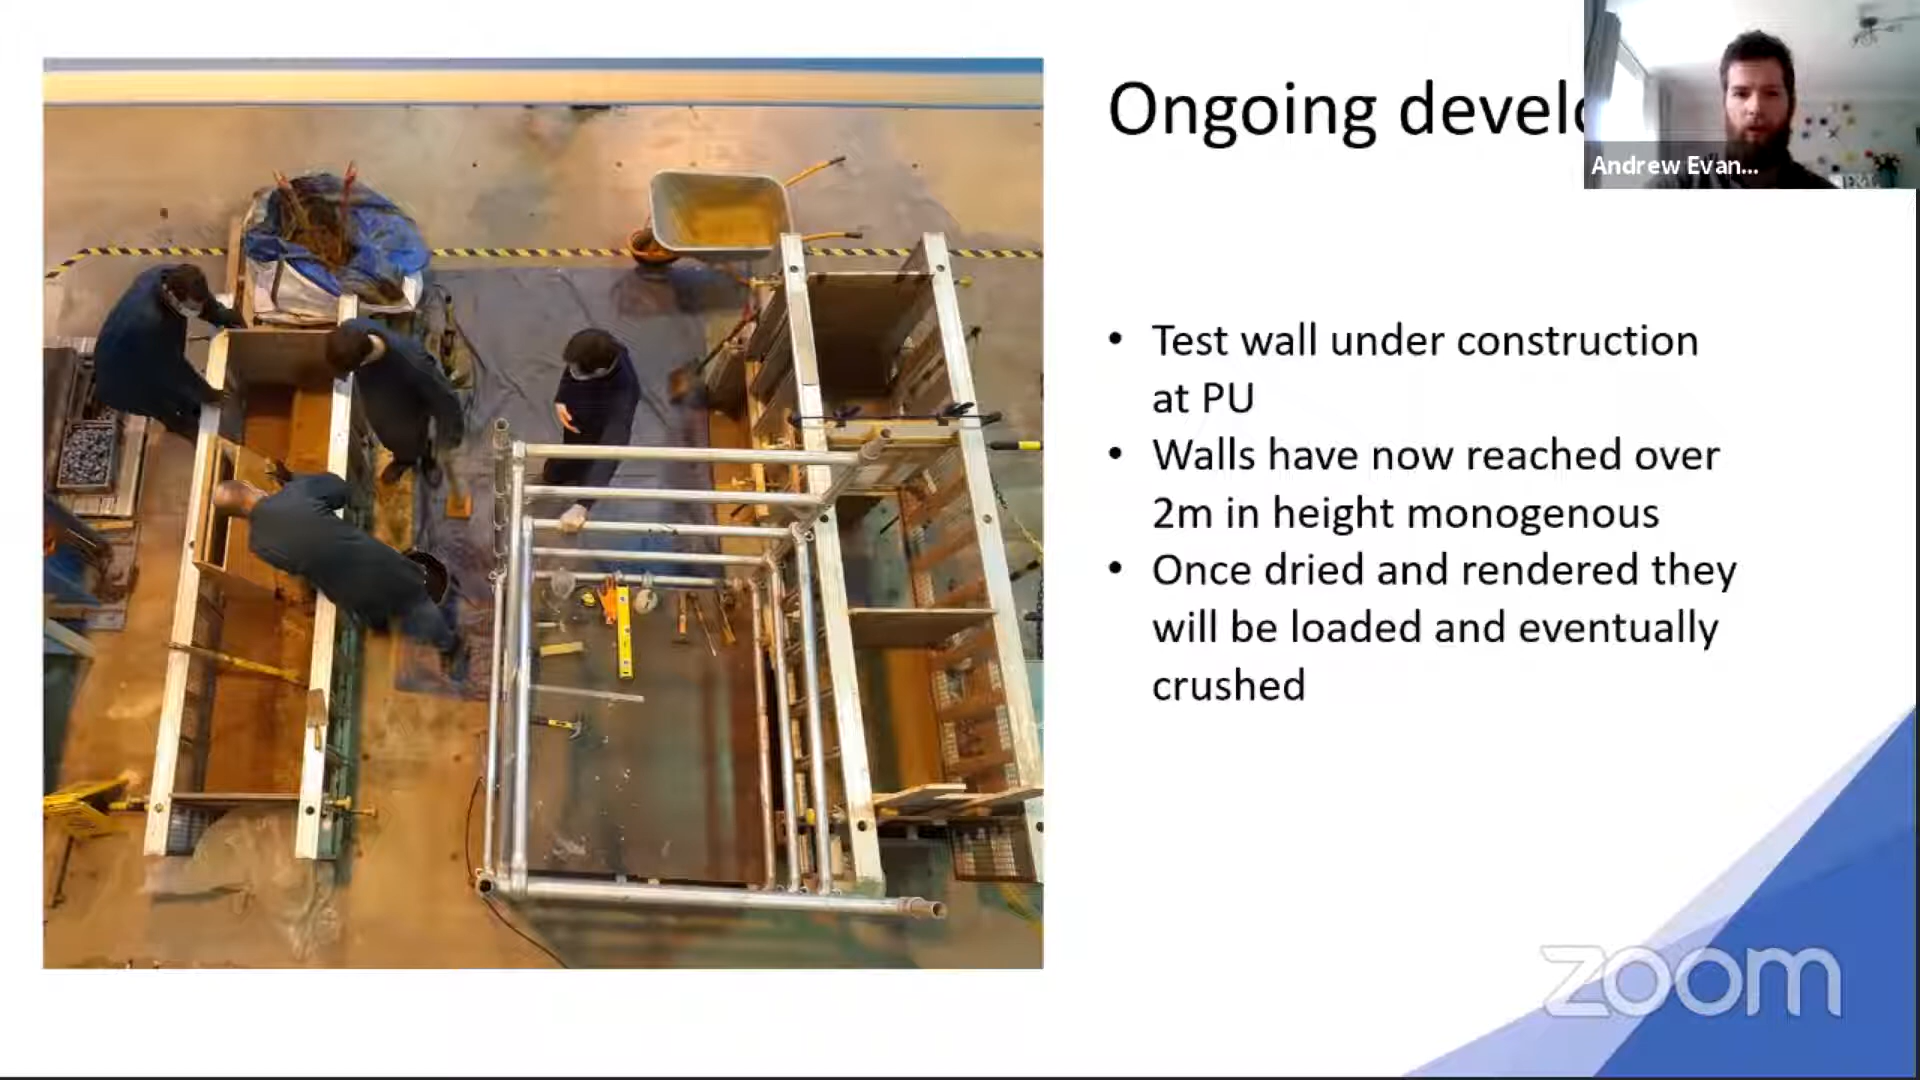 Ongoing develo
Andrew Evan...
• Test wall under construction
at PU
• Walls have now reached over
2m in height monogenous
• Once dried and rendered they
will be loaded and eventually
crushed
zoom